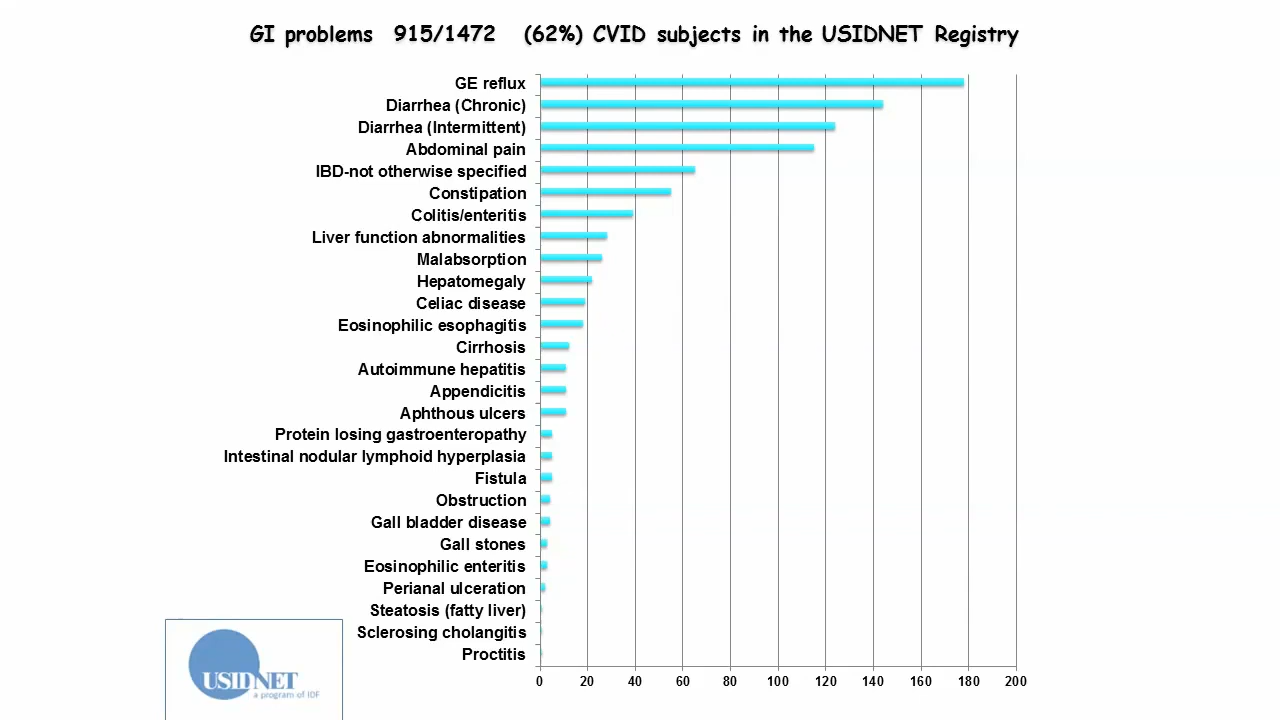 GI problems 915/1472 (62%) CVID subjects in the USIDNET Registry
GE reflux
Diarrhea (Chronic)
Diarrhea (Intermittent)
Abdominal pain
IBD-not otherwise specified
Constipation
Colitis/enteritis
Liver function abnormalities
Malabsorption
Hepatomegaly
Celiac disease
Eosinophilic esophagitis
Cirrhosis
Autoimmune hepatitis
Appendicitis
Aphthous ulcers
Protein losing gastroenteropathy
Intestinal nodular lymphoid hyperplasia
Fistula
Obstruction
Gall bladder disease
Gall stones
Eosinophilic enteritis
Perianal ulceration
Steatosis (fatty liver)
Sclerosing cholangitis
Proctitis
0 20 40 60 80 100 120 140 160 180 200
USIDNET
a program of IDF